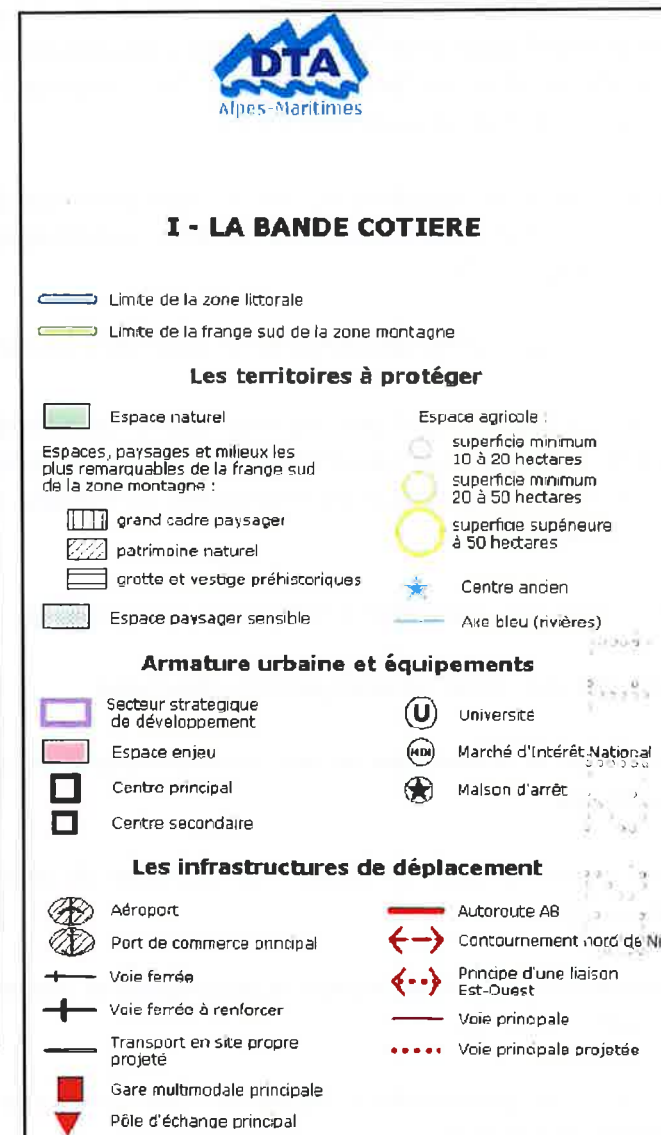 DTA
Alpes-Maritimes
I - LA BANDE COTIERE
Limite de la zone littorale
Limite de la frange sud de la zone montagne
Les territoires à protéger
Espace naturel
Espaces, paysages et milieux les
plus remarquables de la frange sud
de la zone montagne :
grand cadre paysager
patrimoine naturel
grotte et vestige préhistoriques
Espace paysager sensible
Espace agricole :
superficie minimum
10 à 20 hectares
superficie minimum
20 à 50 hectares
superficie supérieure
à 50 hectares
Centre ancien
Axe bleu (rivières)
Armature urbaine et équipements
Secteur strategique
de développement
Espace enjeu
Centre principal
Centre secondaire
U
Université
MIN
Marché d'Intérêt National
Maison d'arrêt
Les infrastructures de déplacement
Aéroport
Port de commerce principal
Voie ferrée
Voie ferrée à renforcer
Transport en site propre
projeté
Gare multimodale principale
Pôle d'échange principal
Autoroute A8
Contournement nord de
Principe d'une liaison
Est-Ouest
Voie principale
Voie principale projetée